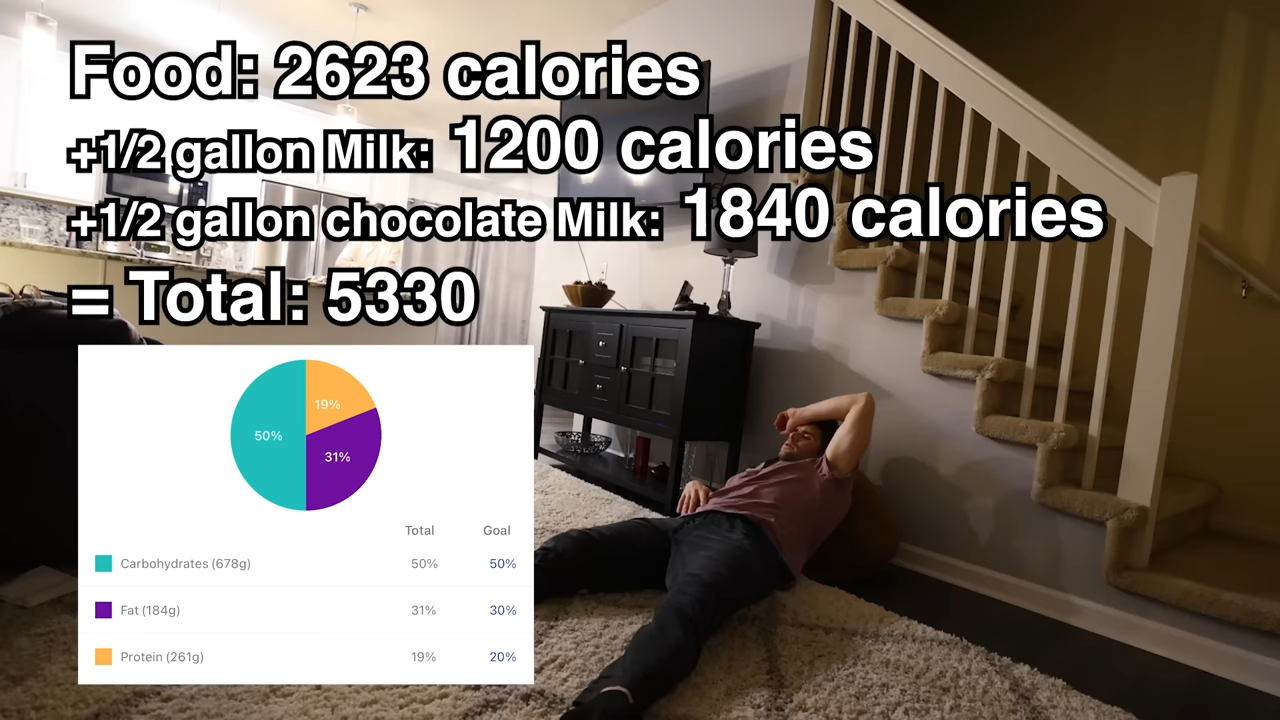 Food: 2623 calories
+1/2 gallon Milk: 1200 calories
+1/2 gallon chocolate Milk: 1840 calories
= Total: 5330
19%
50%
31%
Total Goal
Carbohydrates (678g) 50% 50%
Fat (184g) 31% 30%
Protein (261g) 19% 20%